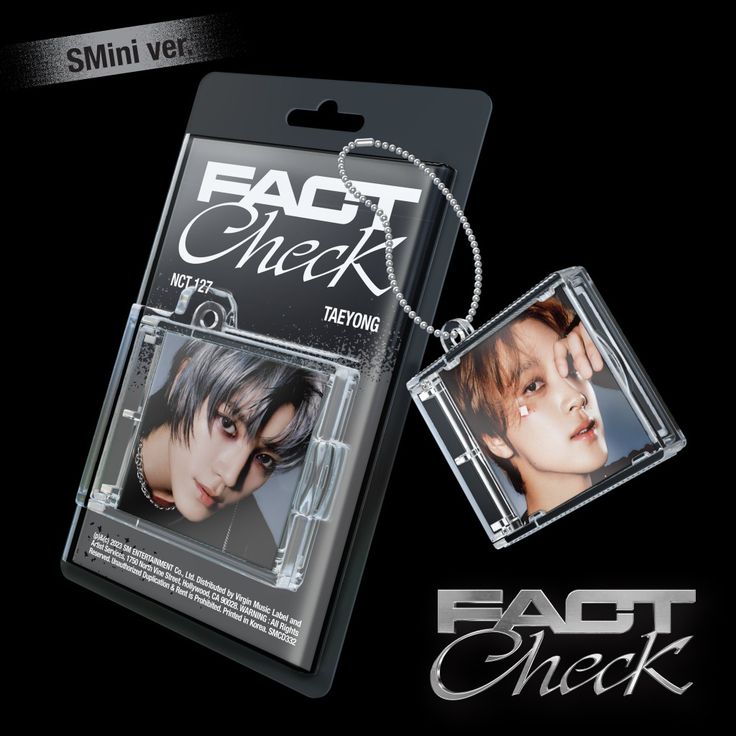 SMini ver.
FACT
Check
NCT 127
TAEYONG
(p)&(c) 2023 SM ENTERTAINMENT Co., Ltd. Distributed by Virgin Music Label and
Artist Services, 1750 North Vine Street, Hollywood, CA 90028. WARNING : All Rights
Reserved. Unauthorized Duplication & Rent is Prohibited. Printed in Korea. SMCD332
FACT
Check